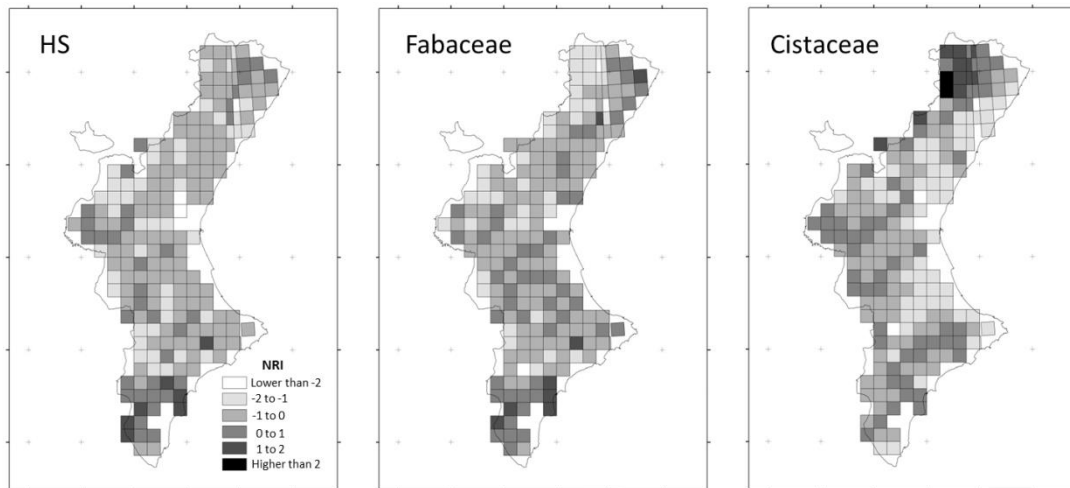 HS
Fabaceae
Cistaceae
NRI
Lower than -2
-2 to -1
-1 to 0
0 to 1
1 to 2
Higher than 2